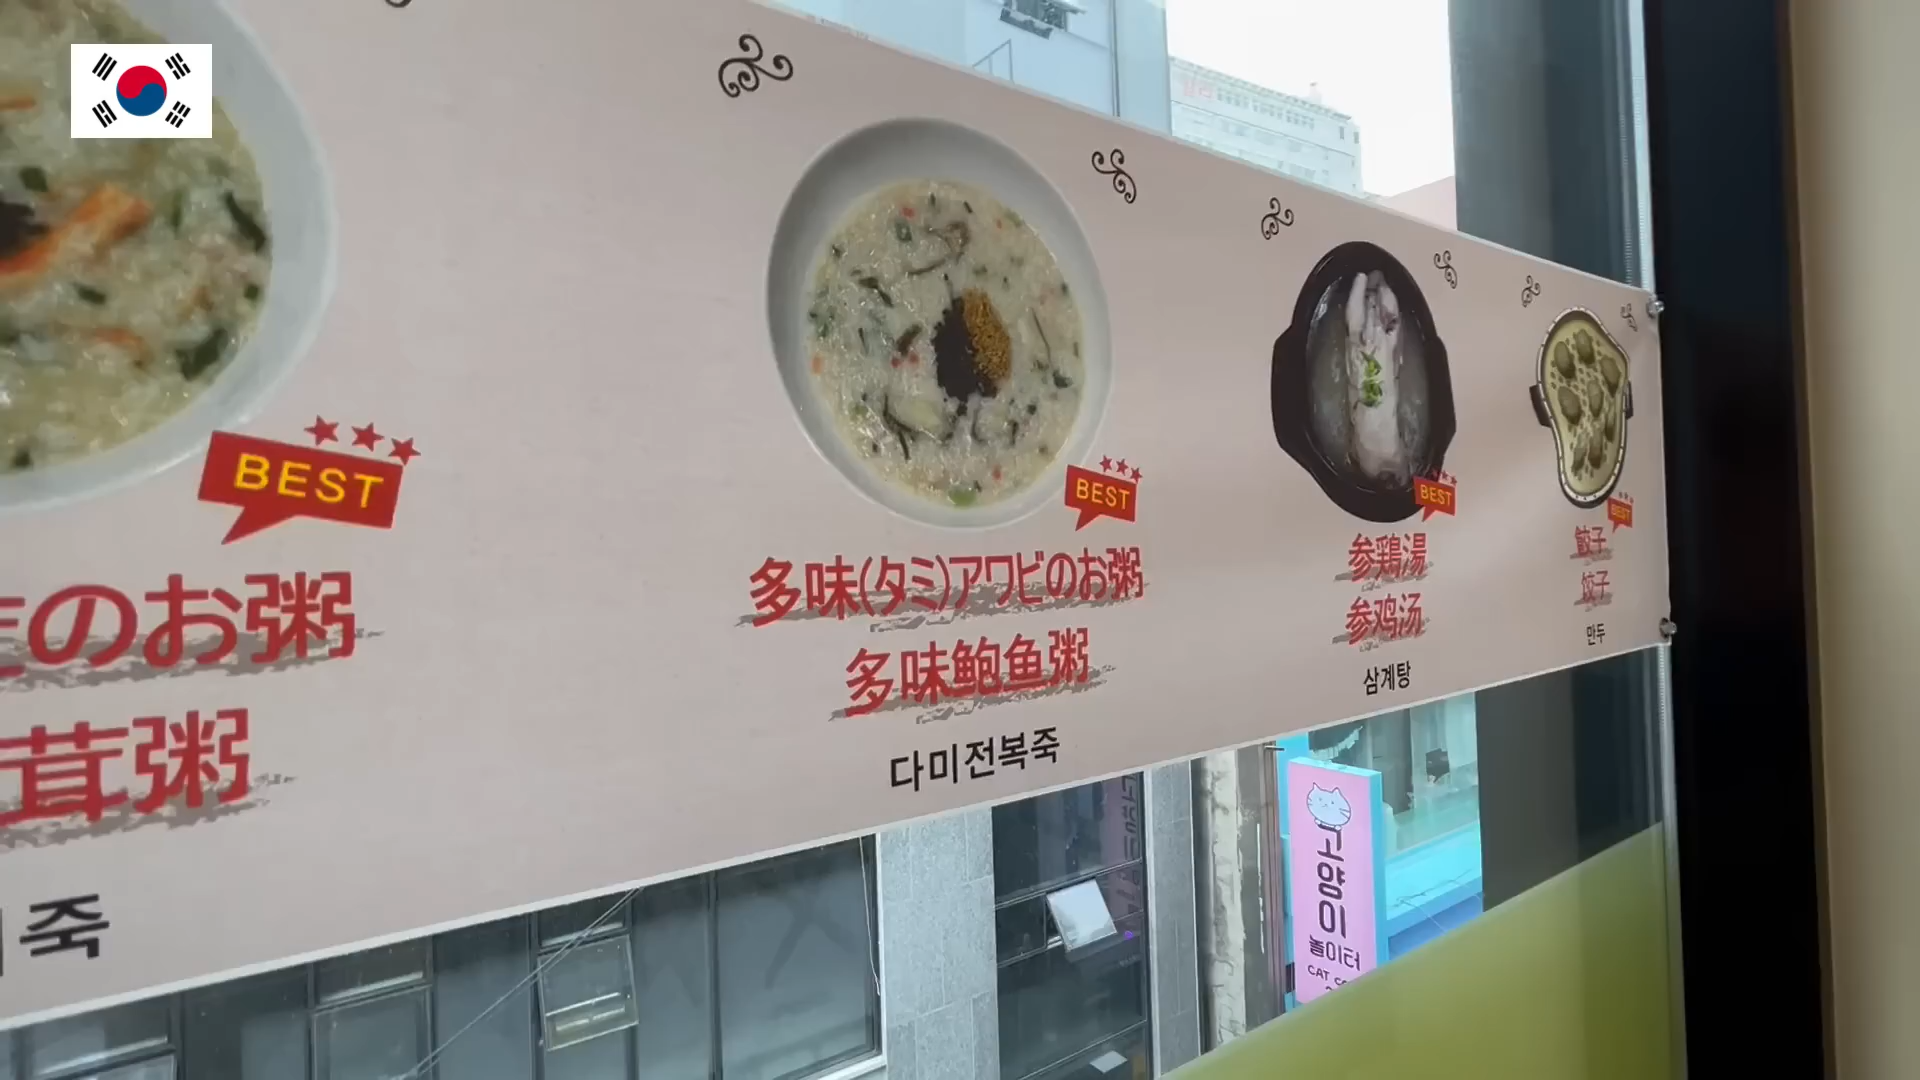 BEST
のお粥
茸粥
죽
BEST
多味(タミ)アワビのお粥
多味鲍鱼粥
다미전복죽
BEST
参鶏湯
参鸡汤
삼계탕
BEST
餃子
饺子
만두
고양이
놀이터
CAT